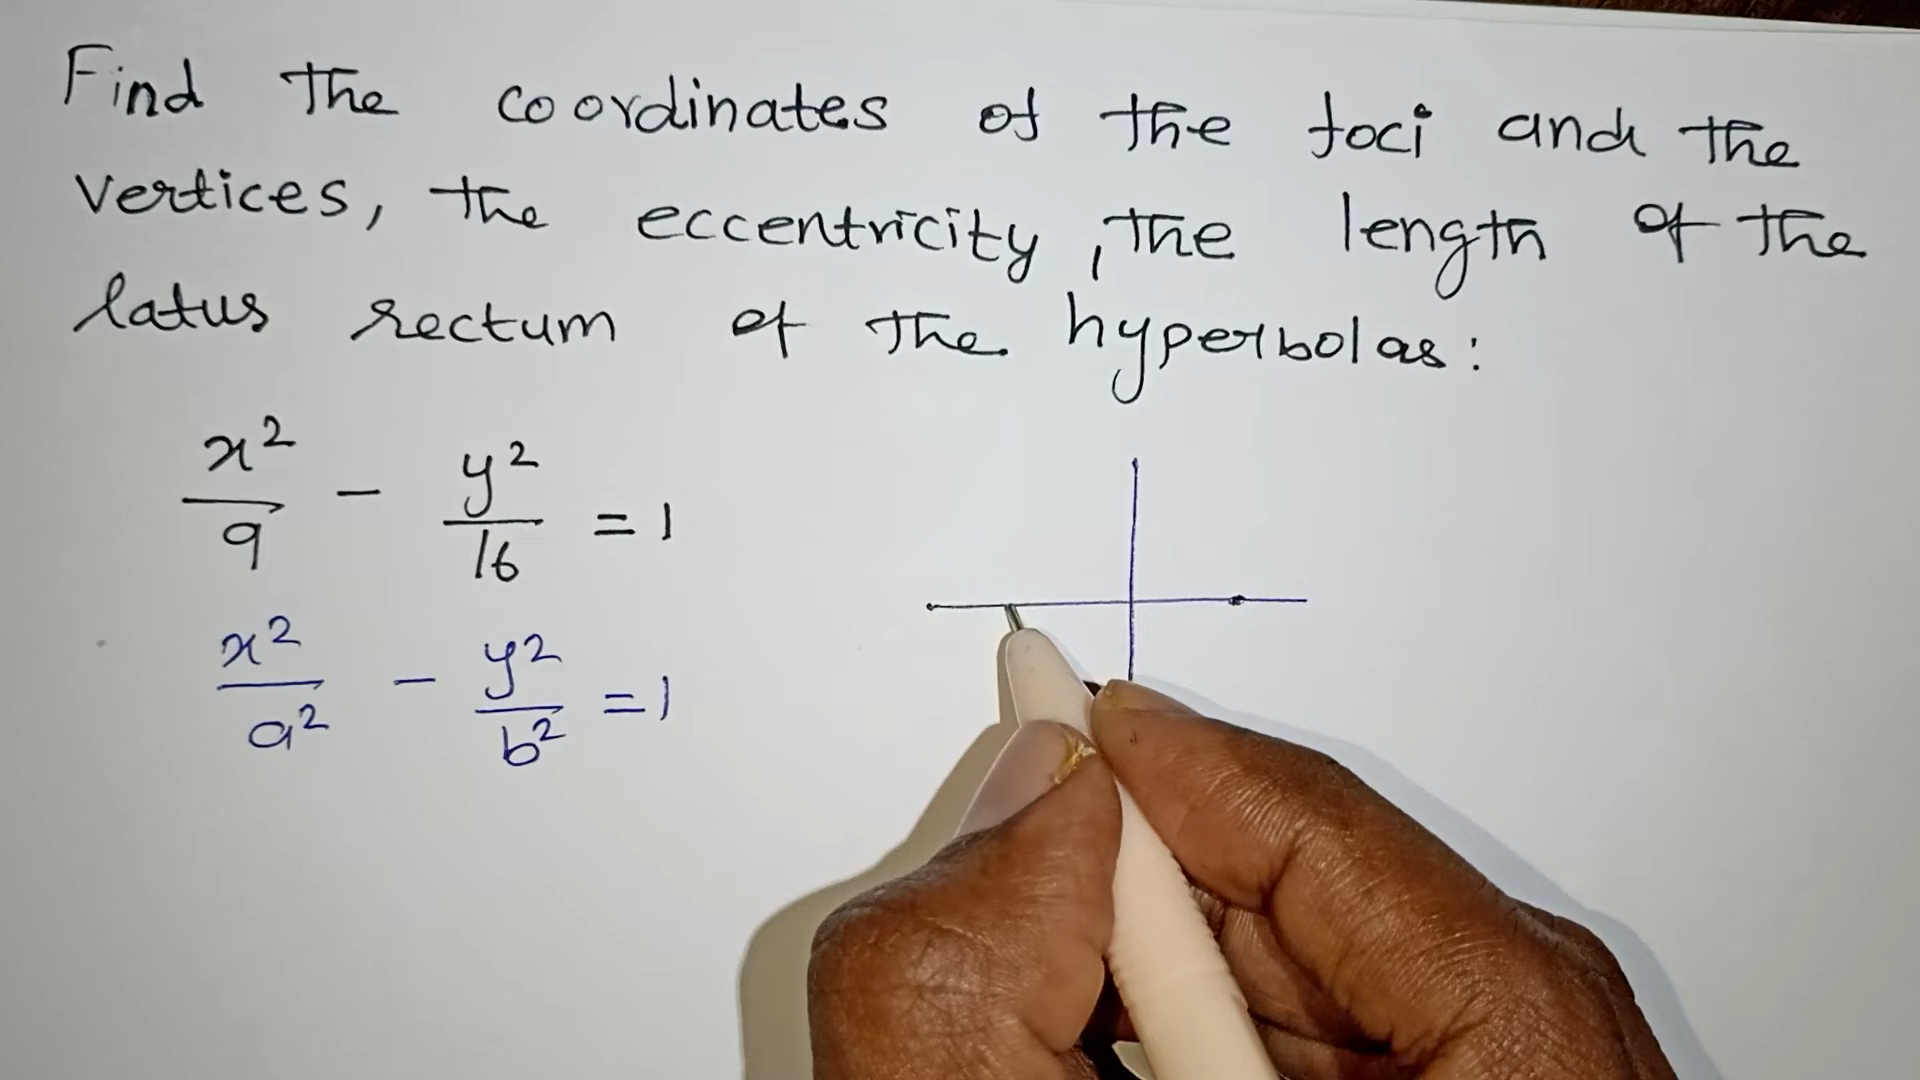 Find the coordinates of the foci and the
vertices, the eccentricity, the length of the
latus rectum of the hyperbolas:
x²/9 - y²/16 = 1
x²/a² - y²/b² = 1